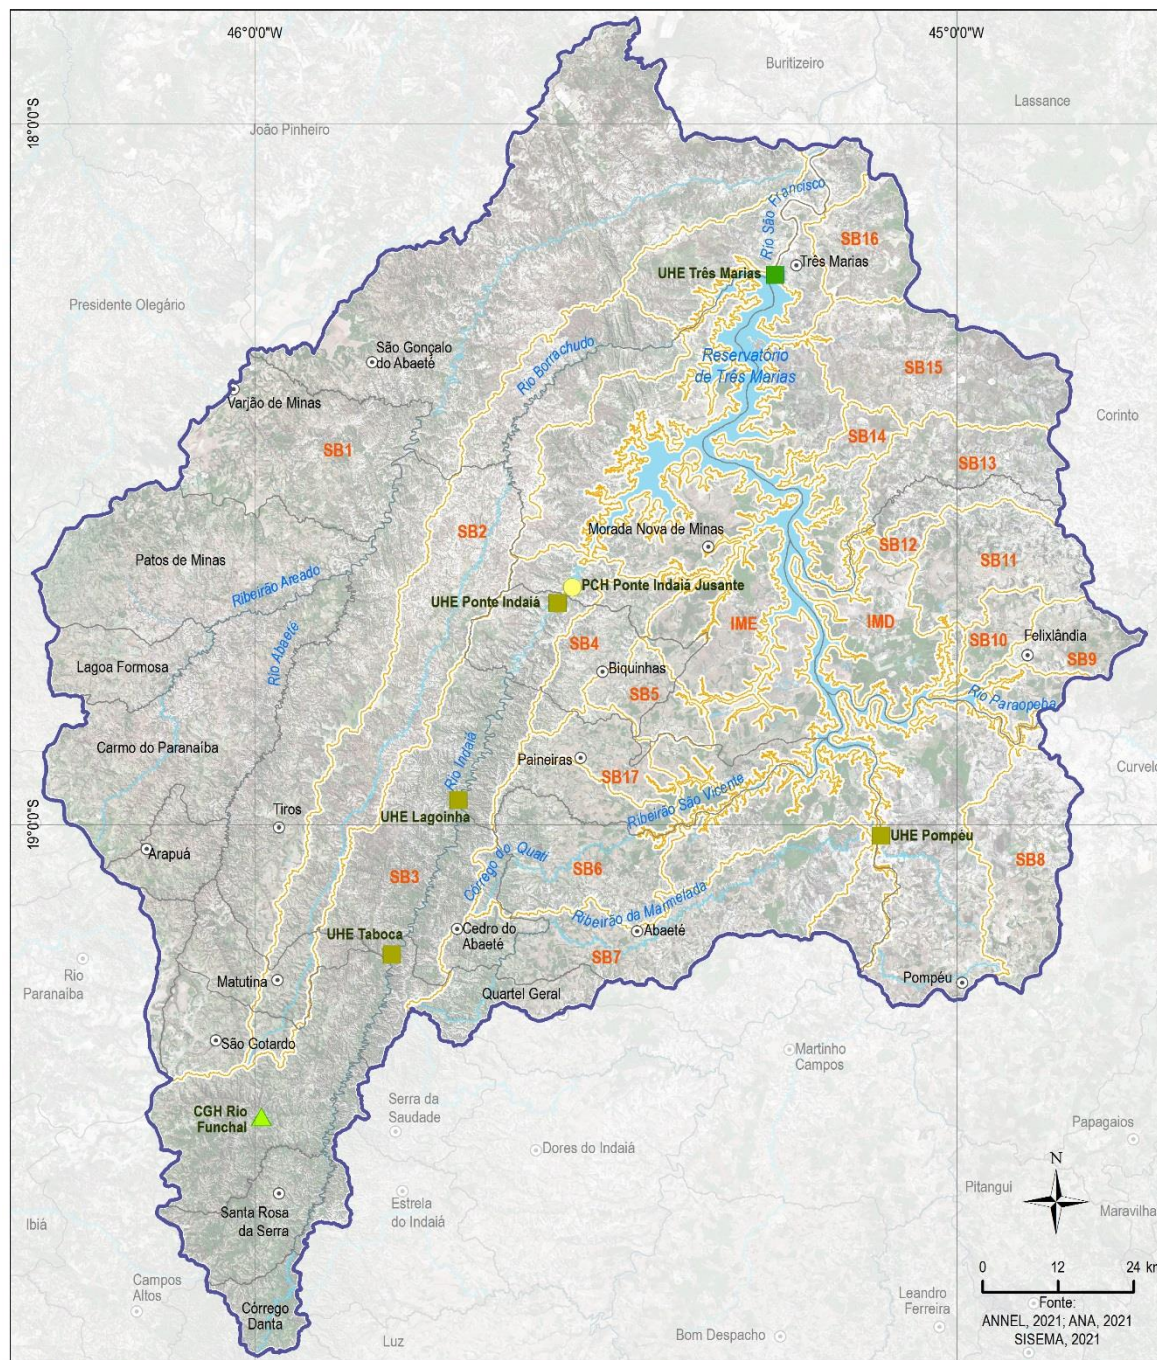 46°0'0"W
45°0'0"W
Buritizeiro
Lassance
18°0'0"S
João Pinheiro
Rio São Francisco
SB16
Três Marias
UHE Três Marias
Presidente Olegário
São Gonçalo
do Abaeté
Rio Borrachudo
Reservatório
de Três Marias
SB15
Varjão de Minas
Corinto
SB1
SB14
SB13
SB2
Morada Nova de Minas
SB12
SB11
Patos de Minas
Ribeirão Areado
PCH Ponte Indaiá Jusante
UHE Ponte Indaiá
IME
IMD
Rio Abaeté
SB4
SB10
Felixlândia
SB9
Lagoa Formosa
Biquinhas
SB5
Rio Paraopeba
Carmo do Paranaíba
Rio Indaiá
Paineiras
SB17
Curvelo
Ribeirão São Vicente
Tiros
UHE Lagoinha
19°0'0"S
UHE Pompéu
Arapuá
Córrego do Quati
SB6
SB8
SB3
Ribeirão da Marmelada
UHE Taboca
Cedro do
Abaeté
Abaeté
SB7
Rio
Paranaíba
Matutina
Quartel Geral
Pompéu
São Gotardo
Martinho
Campos
CGH Rio
Funchal
Serra da
Saudade
Papagaios
Dores do Indaiá
N
Pitangui
Maravilha
Santa Rosa
da Serra
Estrela
do Indaiá
Ibiá
0 12 24 km
Campos
Altos
Córrego
Danta
Leandro
Ferreira
Fonte:
ANNEL, 2021; ANA, 2021
SISEMA, 2021
Luz
Bom Despacho